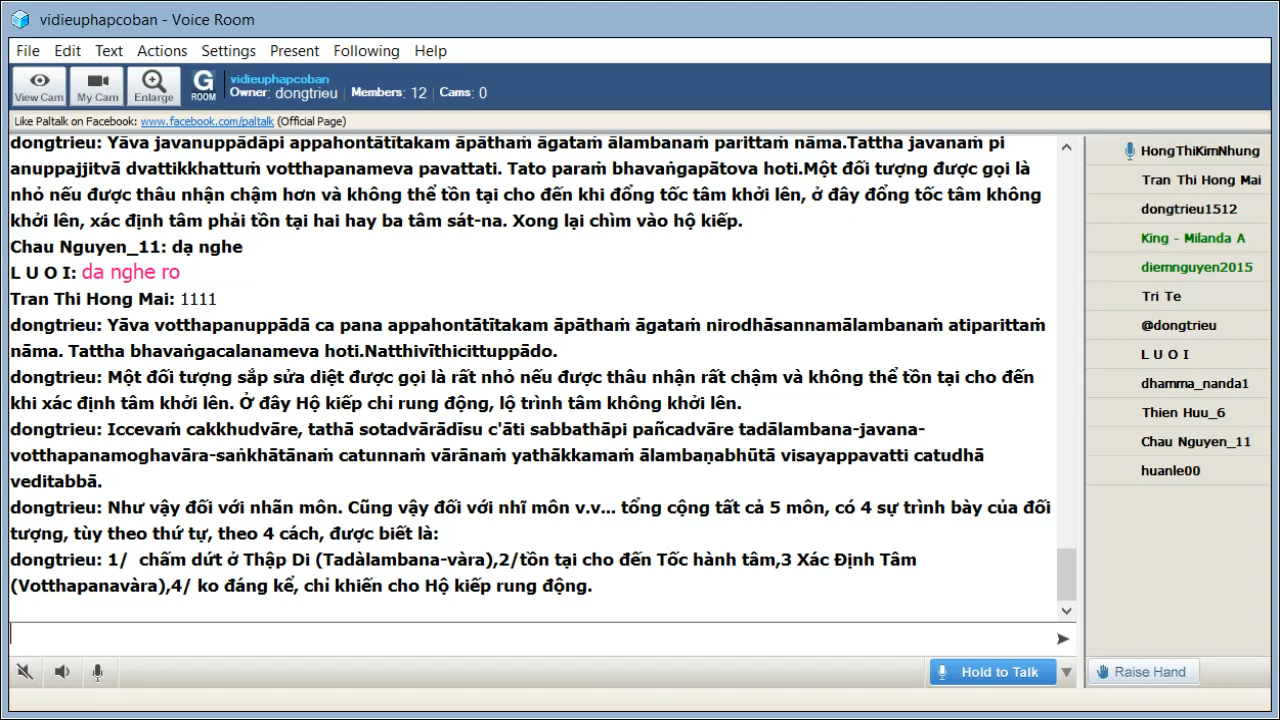 vidieuphapcoban - Voice Room
File Edit Text Actions Settings Present Following Help
View Cam My Cam Enlarge G ROOM vidieuphapcoban
Owner: dongtrieu | Members: 12 | Cams: 0
Like Paltalk on Facebook: www.facebook.com/paltalk (Official Page)
dongtrieu: Yāva javanuppādāpi appahontātītakam āpāthaṁ āgataṁ ālambanaṁ parittaṁ nāma.Tattha javanaṁ pi
anuppajjitvā dvattikkhattuṁ votthapanameva pavattati. Tato paraṁ bhavaṅgapātova hoti.Một đối tượng được gọi là
nhỏ nếu được thâu nhận chậm hơn và không thể tồn tại cho đến khi đổng tốc tâm khởi lên, ở đây đổng tốc tâm không
khởi lên, xác định tâm phải tồn tại hai hay ba tâm sát-na. Xong lại chìm vào hộ kiếp.
Chau Nguyen_11: dạ nghe
L U O I: da nghe ro
Tran Thi Hong Mai: 1111
dongtrieu: Yāva votthapanuppādā ca pana appahontātītakam āpāthaṁ āgataṁ nirodhāsannamālambanaṁ atiparittaṁ
nāma. Tattha bhavaṅgacalanameva hoti.Natthivīthicittuppādo.
dongtrieu: Một đối tượng sắp sửa diệt được gọi là rất nhỏ nếu được thâu nhận rất chậm và không thể tồn tại cho đến
khi xác định tâm khởi lên. Ở đây Hộ kiếp chỉ rung động, lộ trình tâm không khởi lên.
dongtrieu: Iccevaṁ cakkhudvāre, tathā sotadvārādīsu c'āti sabbathāpi pañcadvāre tadālambana-javana-
votthapanamoghavāra-saṅkhātānaṁ catunnaṁ vārānaṁ yathākkamaṁ ālambaṇabhūtā visayappavatti catudhā
veditabbā.
dongtrieu: Như vậy đối với nhãn môn. Cũng vậy đối với nhĩ môn v.v... tổng cộng tất cả 5 môn, có 4 sự trình bày của đối
tượng, tùy theo thứ tự, theo 4 cách, được biết là:
dongtrieu: 1/ chấm dứt ở Thập Di (Tadàlambana-vàra),2/tồn tại cho đến Tốc hành tâm,3 Xác Định Tâm
(Votthapanavàra),4/ ko đáng kể, chỉ khiến cho Hộ kiếp rung động.
HongThiKimNhung
Tran Thi Hong Mai
dongtrieu1512
King - Milanda A
diemnguyen2015
Tri Te
@dongtrieu
L U O I
dhamma_nanda1
Thien Huu_6
Chau Nguyen_11
huanle00
Hold to Talk
Raise Hand